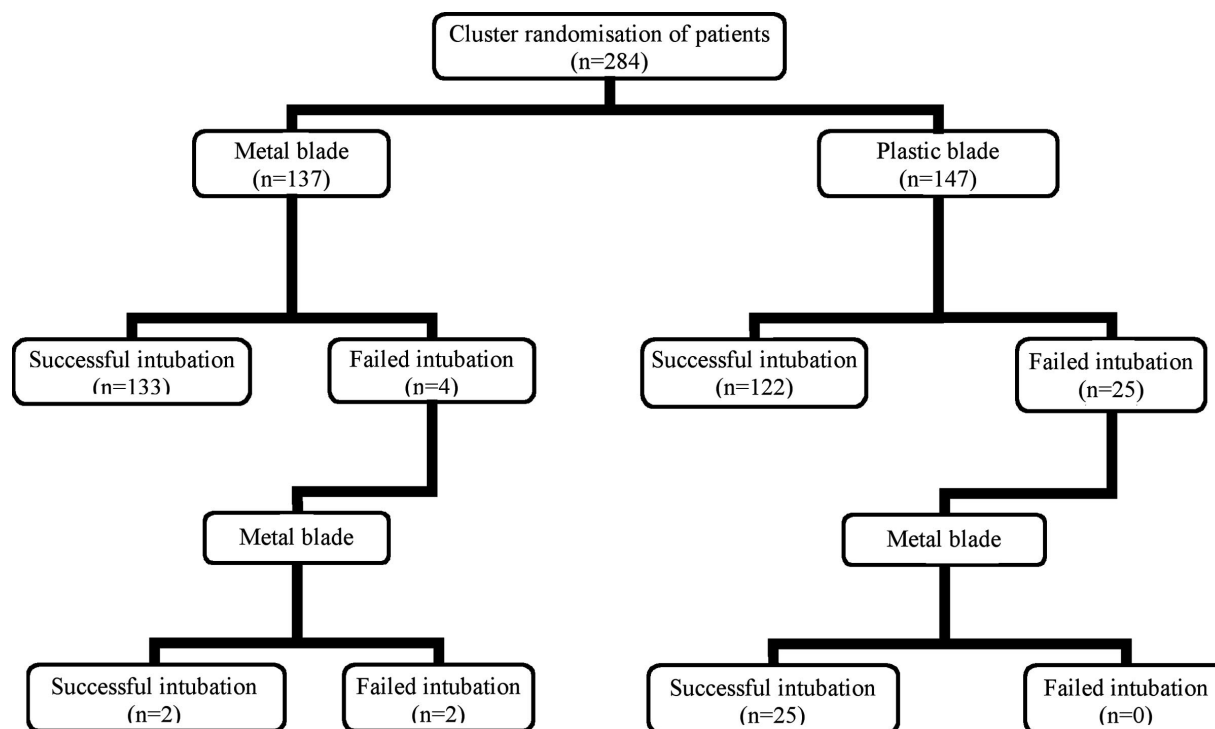 Cluster randomisation of patients
(n=284)
Metal blade
(n=137)
Plastic blade
(n=147)
Successful intubation
(n=133)
Failed intubation
(n=4)
Successful intubation
(n=122)
Failed intubation
(n=25)
Metal blade
Metal blade
Successful intubation
(n=2)
Failed intubation
(n=2)
Successful intubation
(n=25)
Failed intubation
(n=0)